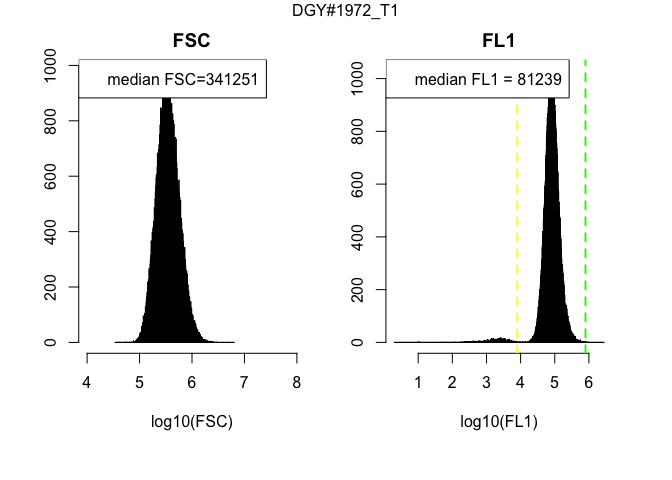 DGY#1972_T1
FSC
median FSC=341251
0 200 400 600 800 1000
4 5 6 7 8
log10(FSC)
FL1
median FL1 = 81239
0 200 400 600 800 1000
1 2 3 4 5 6
log10(FL1)